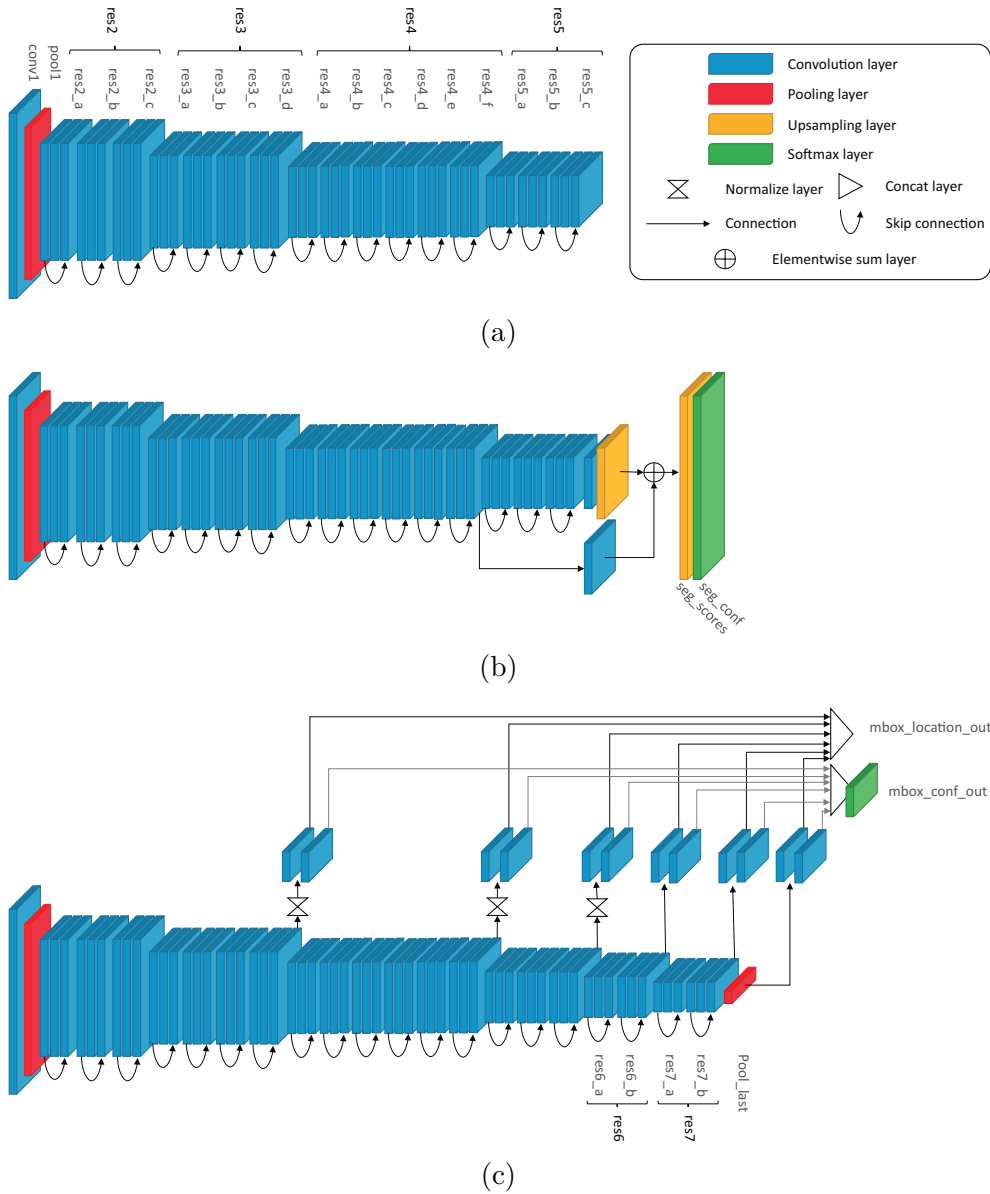 res2
res3
res4
res5
conv1
pool1
res2_a
res2_b
res2_c
res3_a
res3_b
res3_c
res3_d
res4_a
res4_b
res4_c
res4_d
res4_e
res4_f
res5_a
res5_b
res5_c
Convolution layer
Pooling layer
Upsampling layer
Softmax layer
Normalize layer
Concat layer
Connection
Skip connection
Elementwise sum layer
(a)
seg_conf
seg_scores
(b)
mbox_location_out
mbox_conf_out
res6_a
res6_b
res7_a
res7_b
Pool_last
res6
res7
(c)